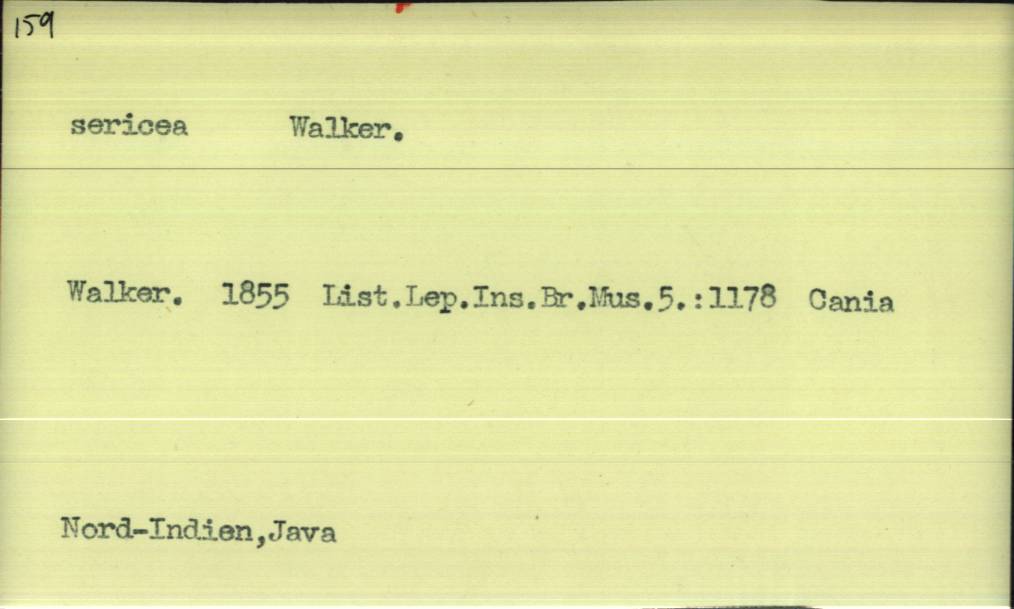 159
sericea Walker.
Walker. 1855 List.Lep.Ins.Br.Mus.5.:1178 Cania
Nord-Indien,Java